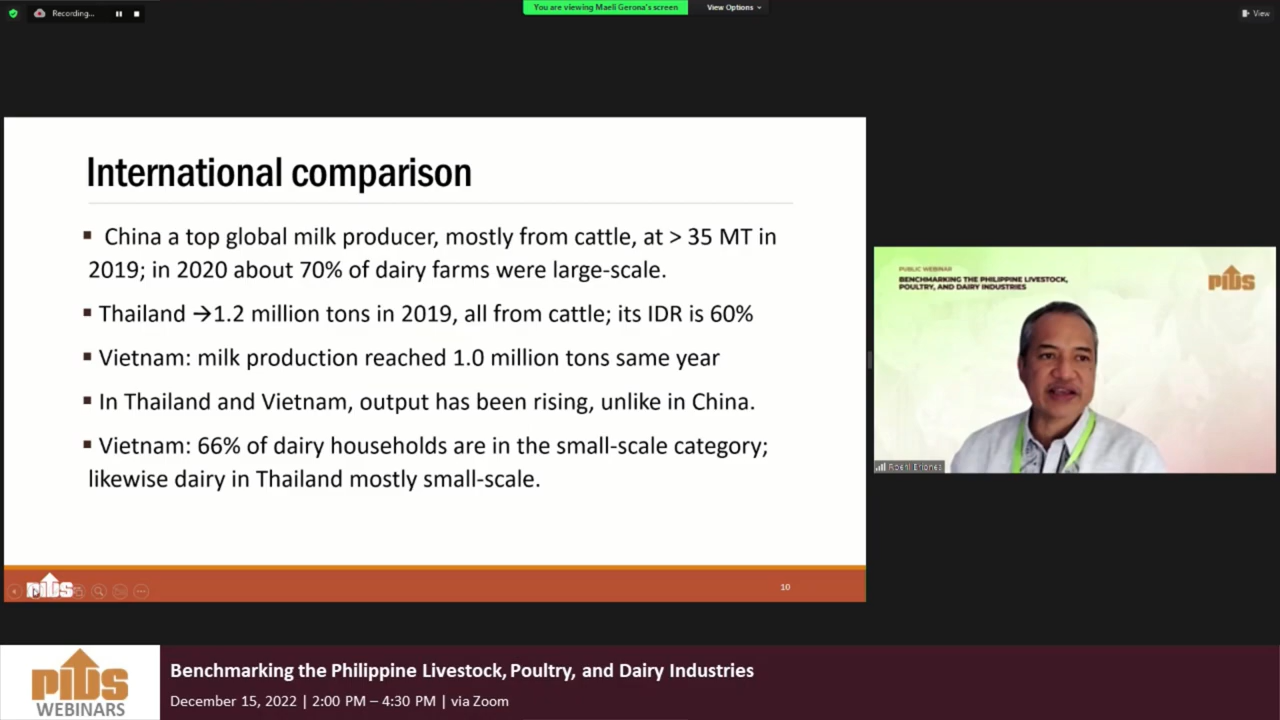 Recording...
You are viewing Maeli Gerona's screen
View Options
View
International comparison
▪ China a top global milk producer, mostly from cattle, at > 35 MT in
2019; in 2020 about 70% of dairy farms were large-scale.
▪ Thailand →1.2 million tons in 2019, all from cattle; its IDR is 60%
▪ Vietnam: milk production reached 1.0 million tons same year
▪ In Thailand and Vietnam, output has been rising, unlike in China.
▪ Vietnam: 66% of dairy households are in the small-scale category;
likewise dairy in Thailand mostly small-scale.
PIDS
10
PUBLIC WEBINAR
BENCHMARKING THE PHILIPPINE LIVESTOCK,
POULTRY, AND DAIRY INDUSTRIES
PIDS
Roehl Briones
PIDS
WEBINARS
Benchmarking the Philippine Livestock, Poultry, and Dairy Industries
December 15, 2022 | 2:00 PM – 4:30 PM | via Zoom